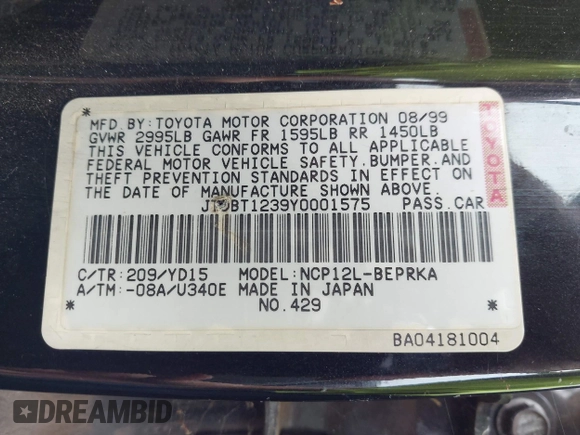 MFD.BY:TOYOTA MOTOR CORPORATION 08/99
GVWR 2995LB GAWR FR 1595LB RR 1450LB
THIS VEHICLE CONFORMS TO ALL APPLICABLE
FEDERAL MOTOR VEHICLE SAFETY.BUMPER.AND
THEFT PREVENTION STANDARDS IN EFFECT ON
THE DATE OF MANUFACTURE SHOWN ABOVE.
TOYOTA
PASS.CAR
C/TR:209/YD15 MODEL:NCP12L-BEPRKA
A/TM:-08A/U340E MADE IN JAPAN
NO.429
BA04181004
DREAMBID